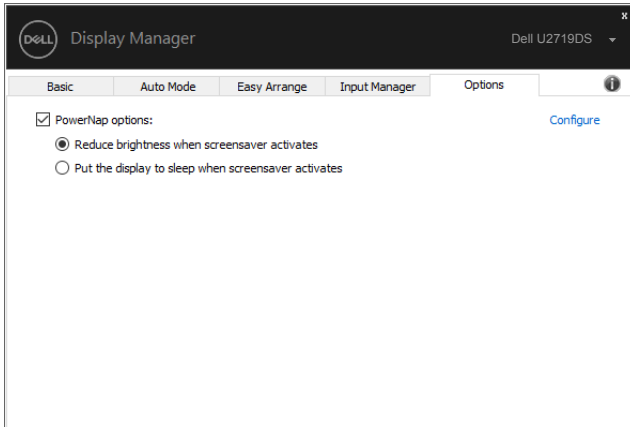 x
DELL Display Manager Dell U2719DS
Basic Auto Mode Easy Arrange Input Manager Options i
PowerNap options: Configure
Reduce brightness when screensaver activates
Put the display to sleep when screensaver activates